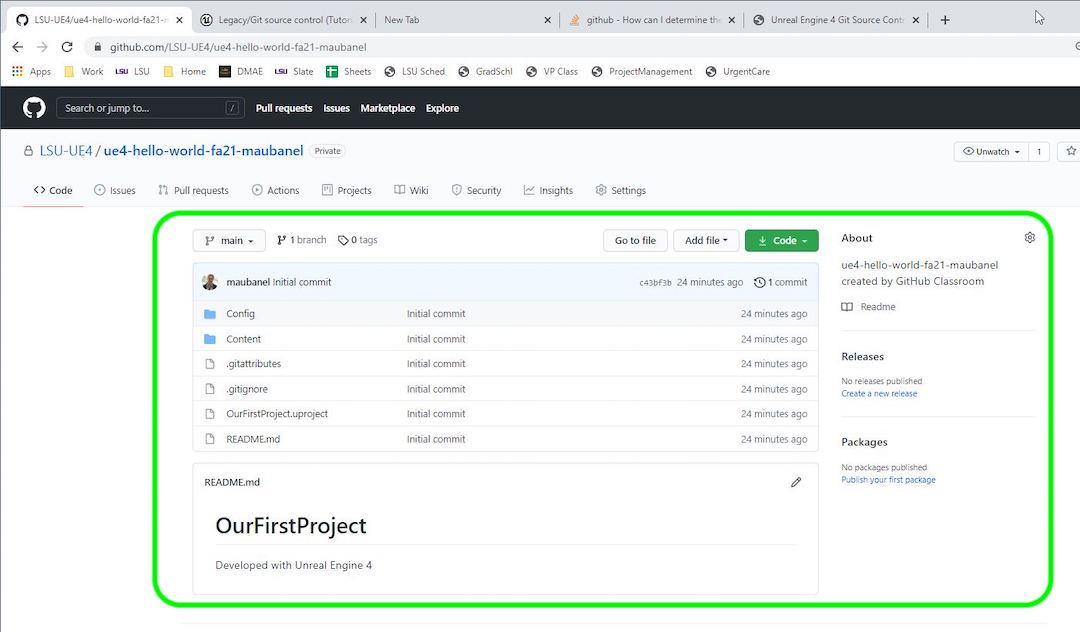 LSU-UE4/ue4-hello-world-fa21-m
Legacy/Git source control (Tutori
New Tab
github - How can I determine the
Unreal Engine 4 Git Source Contr
github.com/LSU-UE4/ue4-hello-world-fa21-maubanel
Apps Work LSU LSU Home DMAE LSU Slate Sheets LSU Sched GradSchl VP Class ProjectManagement UrgentCare
Search or jump to... / Pull requests Issues Marketplace Explore
LSU-UE4 / ue4-hello-world-fa21-maubanel Private Unwatch 1
Code Issues Pull requests Actions Projects Wiki Security Insights Settings
main 1 branch 0 tags Go to file Add file Code
maubanel Initial commit c43bf3b 24 minutes ago 1 commit
Config Initial commit 24 minutes ago
Content Initial commit 24 minutes ago
.gitattributes Initial commit 24 minutes ago
.gitignore Initial commit 24 minutes ago
OurFirstProject.uproject Initial commit 24 minutes ago
README.md Initial commit 24 minutes ago
README.md
OurFirstProject
Developed with Unreal Engine 4
About
ue4-hello-world-fa21-maubanel
created by GitHub Classroom
Readme
Releases
No releases published
Create a new release
Packages
No packages published
Publish your first package